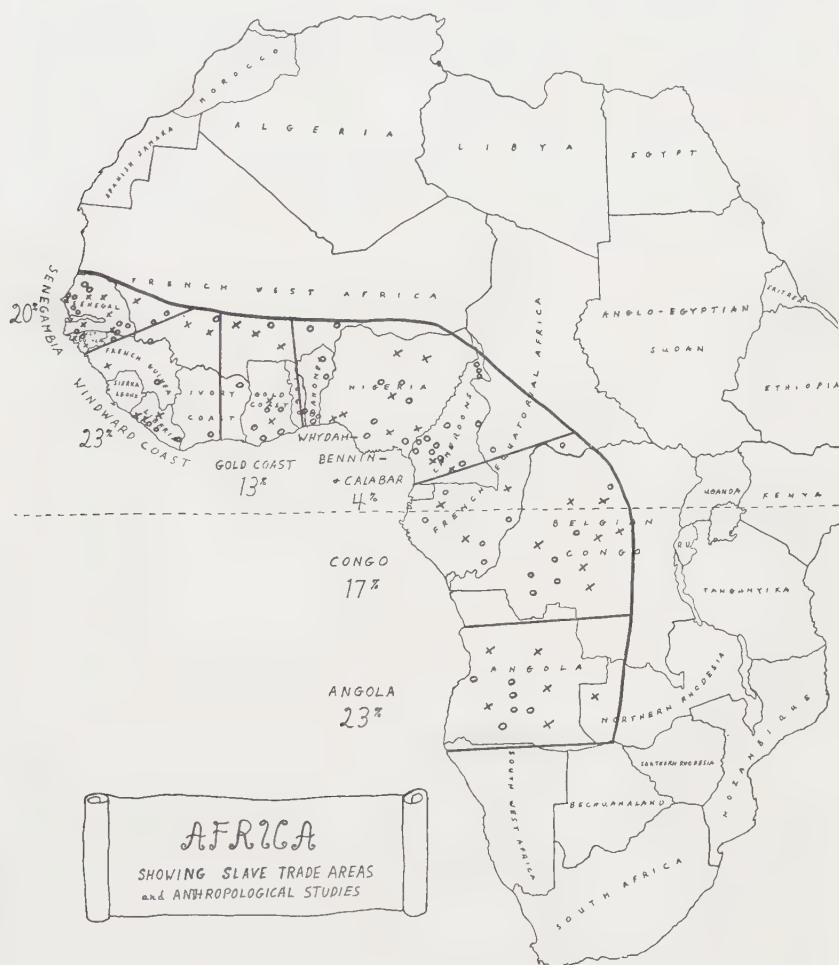 MOROCCO
ALGERIA
LIBYA
EGYPT
SPANISH SAHARA
FRENCH WEST AFRICA
SENEGAMBIA
20%
SENEGAL
ANGLO-EGYPTIAN
SUDAN
ERITREA
ETHIOPIA
FRENCH EQUATORIAL AFRICA
FRENCH GUINEA
SIERRA
LEONE
LIBERIA
IVORY
COAST
GOLD
COAST
DAHOMEY
NIGERIA
CAMEROONS
WINDWARD COAST
23%
GOLD COAST
13%
WHYDAH-
BENNIN-
+ CALABAR
4%
UGANDA
KENYA
BELGIAN
CONGO
R.U.
TANGANYIKA
CONGO
17%
ANGOLA
ANGOLA
23%
NORTHERN RHODESIA
SOUTHERN RHODESIA
MOZAMBIQUE
SOUTH WEST AFRICA
BECHUANALAND
SOUTH AFRICA
AFRICA
SHOWING SLAVE TRADE AREAS
and ANTHROPOLOGICAL STUDIES